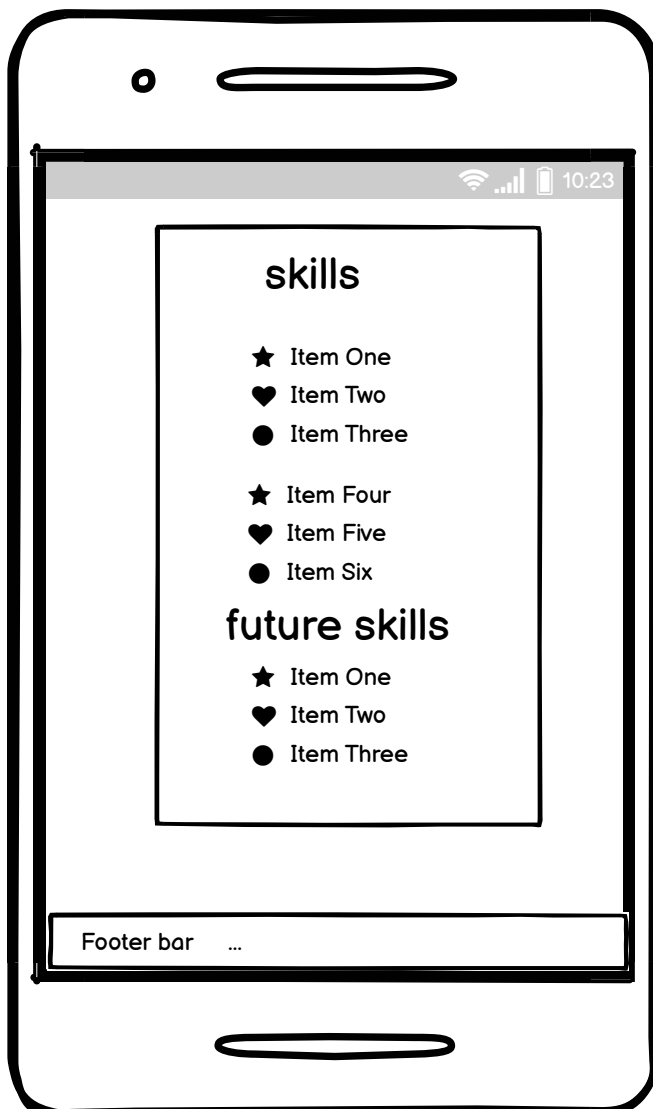 10:23
skills
Item One
Item Two
Item Three
Item Four
Item Five
Item Six
future skills
Item One
Item Two
Item Three
Footer bar ...